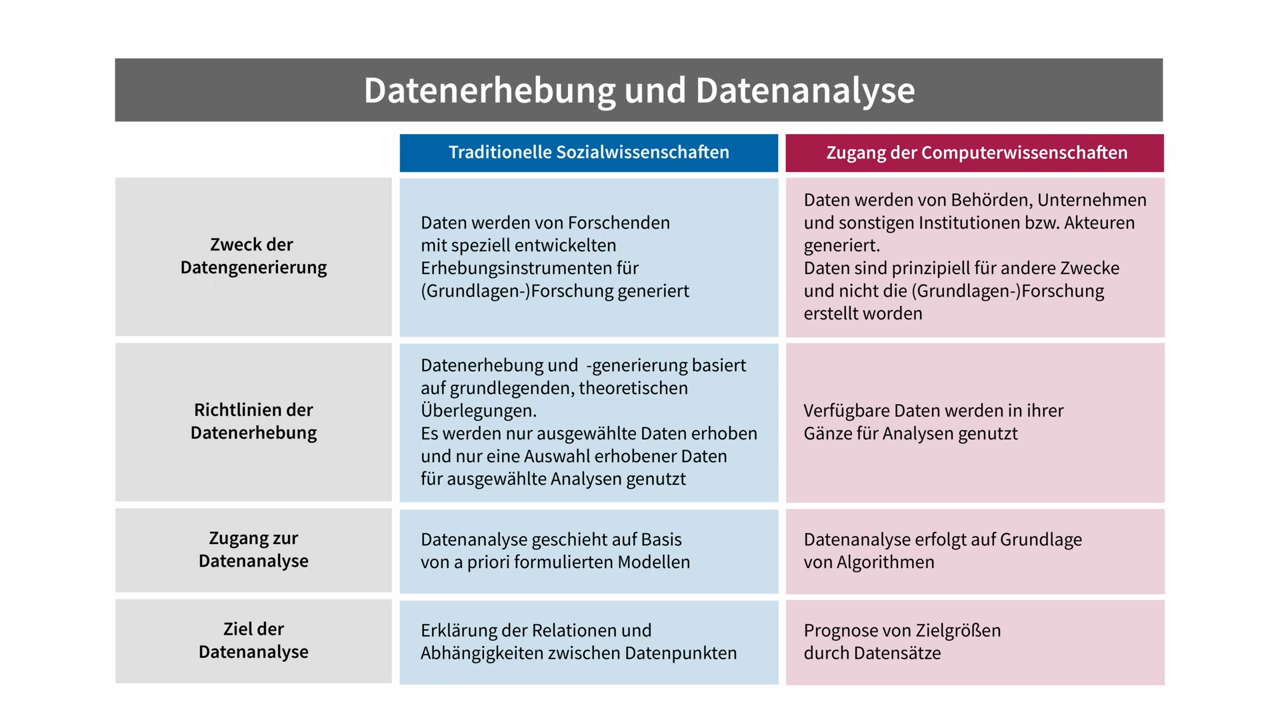 Datenerhebung und Datenanalyse
Traditionelle Sozialwissenschaften
Zugang der Computerwissenschaften
Zweck der
Datengenerierung
Daten werden von Forschenden
mit speziell entwickelten
Erhebungsinstrumenten für
(Grundlagen-)Forschung generiert
Daten werden von Behörden, Unternehmen
und sonstigen Institutionen bzw. Akteuren
generiert.
Daten sind prinzipiell für andere Zwecke
und nicht die (Grundlagen-)Forschung
erstellt worden
Richtlinien der
Datenerhebung
Datenerhebung und -generierung basiert
auf grundlegenden, theoretischen
Überlegungen.
Es werden nur ausgewählte Daten erhoben
und nur eine Auswahl erhobener Daten
für ausgewählte Analysen genutzt
Verfügbare Daten werden in ihrer
Gänze für Analysen genutzt
Zugang zur
Datenanalyse
Datenanalyse geschieht auf Basis
von a priori formulierten Modellen
Datenanalyse erfolgt auf Grundlage
von Algorithmen
Ziel der
Datenanalyse
Erklärung der Relationen und
Abhängigkeiten zwischen Datenpunkten
Prognose von Zielgrößen
durch Datensätze